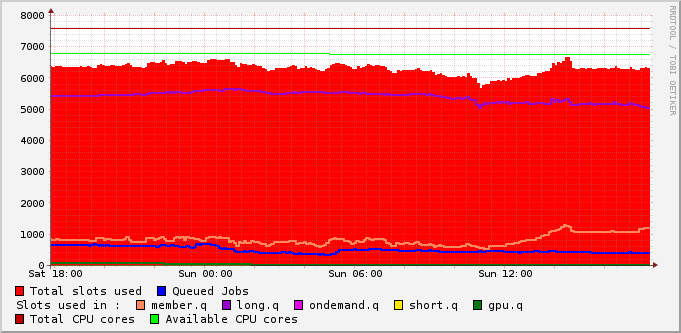 8000
7000
6000
5000
4000
3000
2000
1000
0
Sat 18:00 Sun 00:00 Sun 06:00 Sun 12:00
Total slots used Queued Jobs
Slots used in : member.q long.q ondemand.q short.q gpu.q
Total CPU cores Available CPU cores
RRDTOOL / TOBI OETIKER